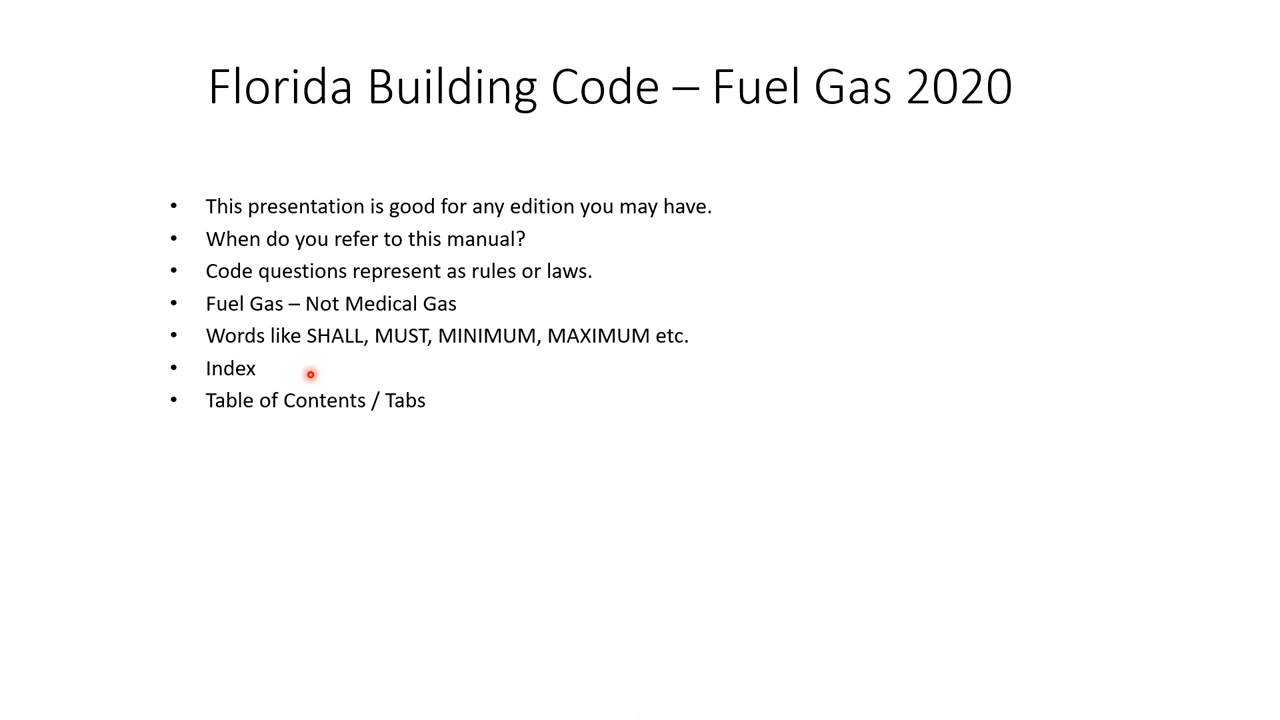 Florida Building Code – Fuel Gas 2020
• This presentation is good for any edition you may have.
• When do you refer to this manual?
• Code questions represent as rules or laws.
• Fuel Gas – Not Medical Gas
• Words like SHALL, MUST, MINIMUM, MAXIMUM etc.
• Index
• Table of Contents / Tabs